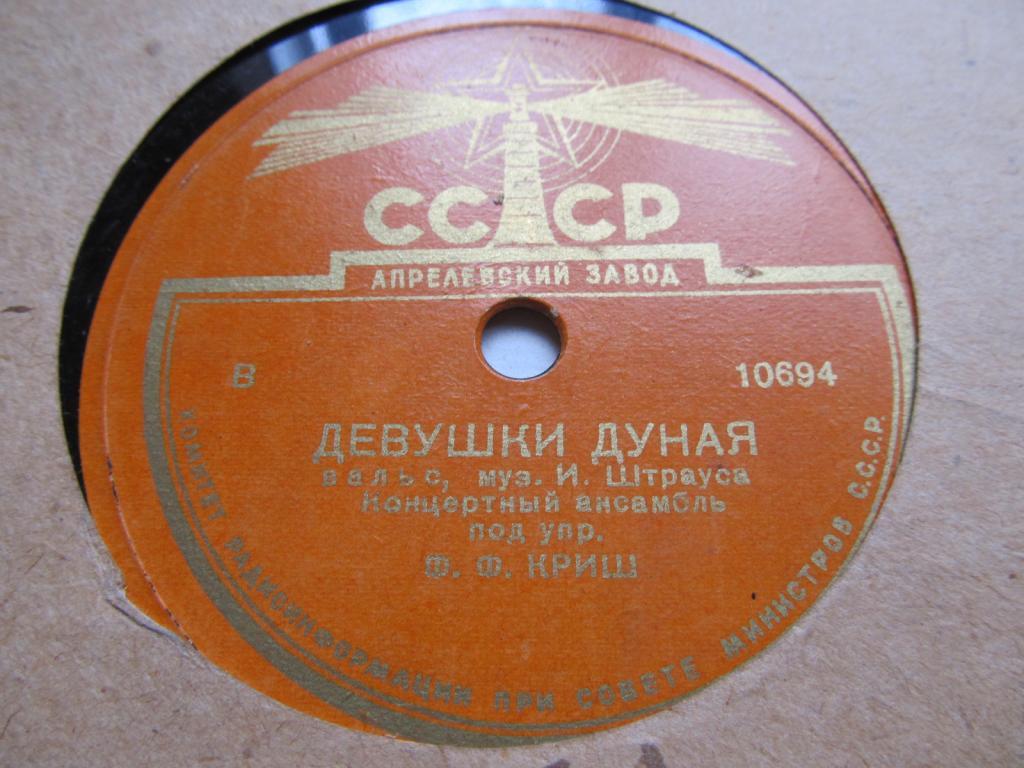 СССР
АПРЕЛЕВСКИЙ ЗАВОД
В 10694
ДЕВУШКИ ДУНАЯ
вальс, муз. И. Штрауса
Концертный ансамбль
под упр.
Ф. Ф. КРИШ
КОМИТЕТ РАДИОИНФОРМАЦИИ ПРИ СОВЕТЕ МИНИСТРОВ С.С.С.Р.